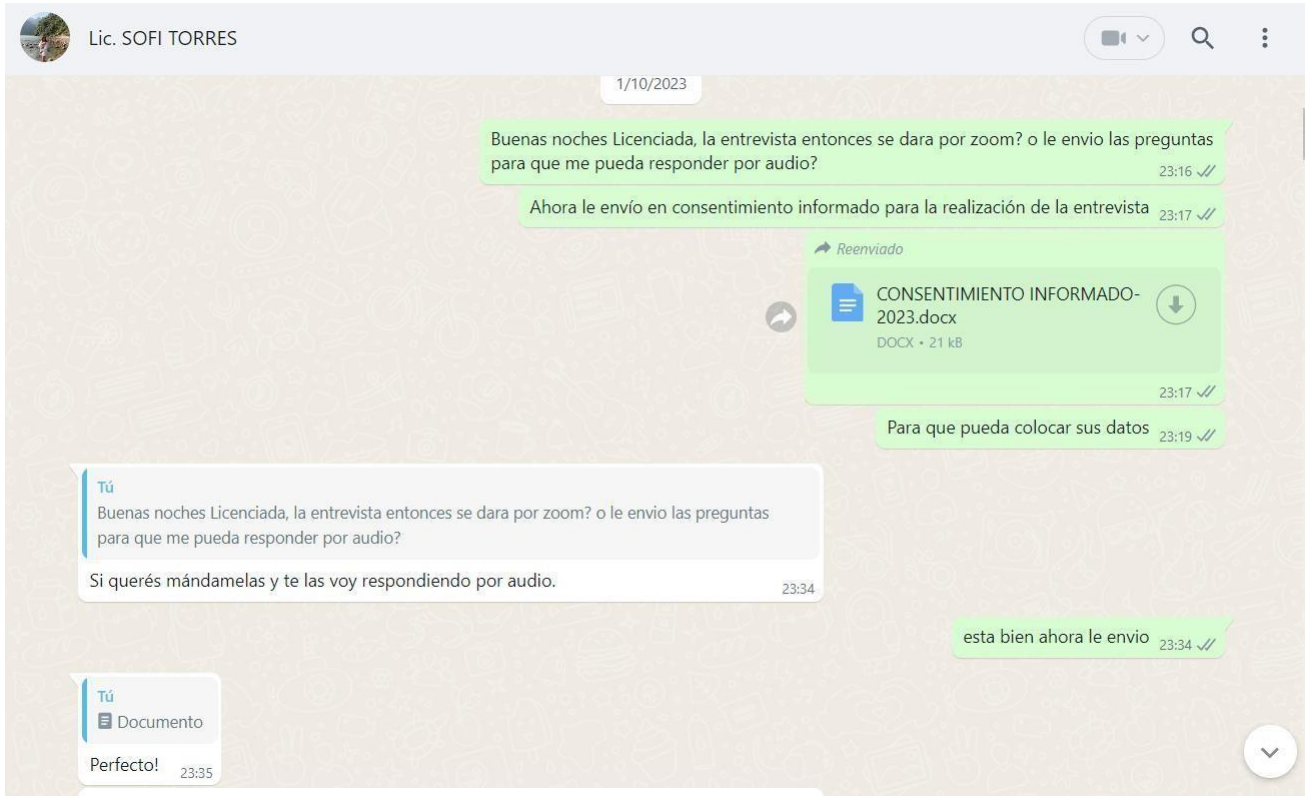 Lic. SOFI TORRES
1/10/2023
Buenas noches Licenciada, la entrevista entonces se dara por zoom? o le envio las preguntas
para que me pueda responder por audio?
23:16
Ahora le envío en consentimiento informado para la realización de la entrevista 23:17
Reenviado
CONSENTIMIENTO INFORMADO-
2023.docx
DOCX • 21 kB
23:17
Para que pueda colocar sus datos 23:19
Tú
Buenas noches Licenciada, la entrevista entonces se dara por zoom? o le envio las preguntas
para que me pueda responder por audio?
Si querés mándamelas y te las voy respondiendo por audio. 23:34
esta bien ahora le envio 23:34
Tú
Documento
Perfecto! 23:35